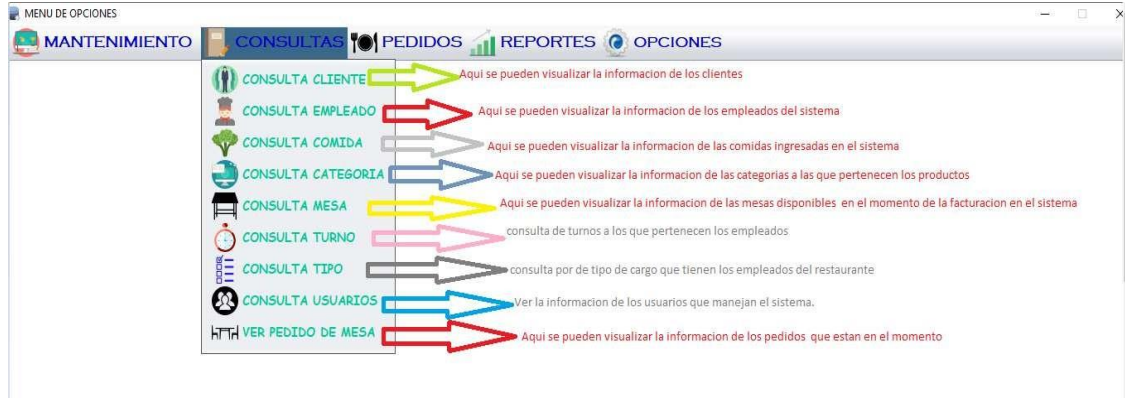 MENU DE OPCIONES
MANTENIMIENTO CONSULTAS PEDIDOS REPORTES OPCIONES
CONSULTA CLIENTE Aqui se pueden visualizar la informacion de los clientes
CONSULTA EMPLEADO Aqui se pueden visualizar la informacion de los empleados del sistema
CONSULTA COMIDA Aqui se pueden visualizar la informacion de las comidas ingresadas en el sistema
CONSULTA CATEGORIA Aqui se pueden visualizar la informacion de las categorias a las que pertenecen los productos
CONSULTA MESA Aqui se pueden visualizar la informacion de las mesas disponibles en el momento de la facturacion en el sistema
CONSULTA TURNO consulta de turnos a los que pertenecen los empleados
CONSULTA TIPO consulta por de tipo de cargo que tienen los empleados del restaurante
CONSULTA USUARIOS Ver la informacion de los usuarios que manejan el sistema.
VER PEDIDO DE MESA Aqui se pueden visualizar la informacion de los pedidos que estan en el momento